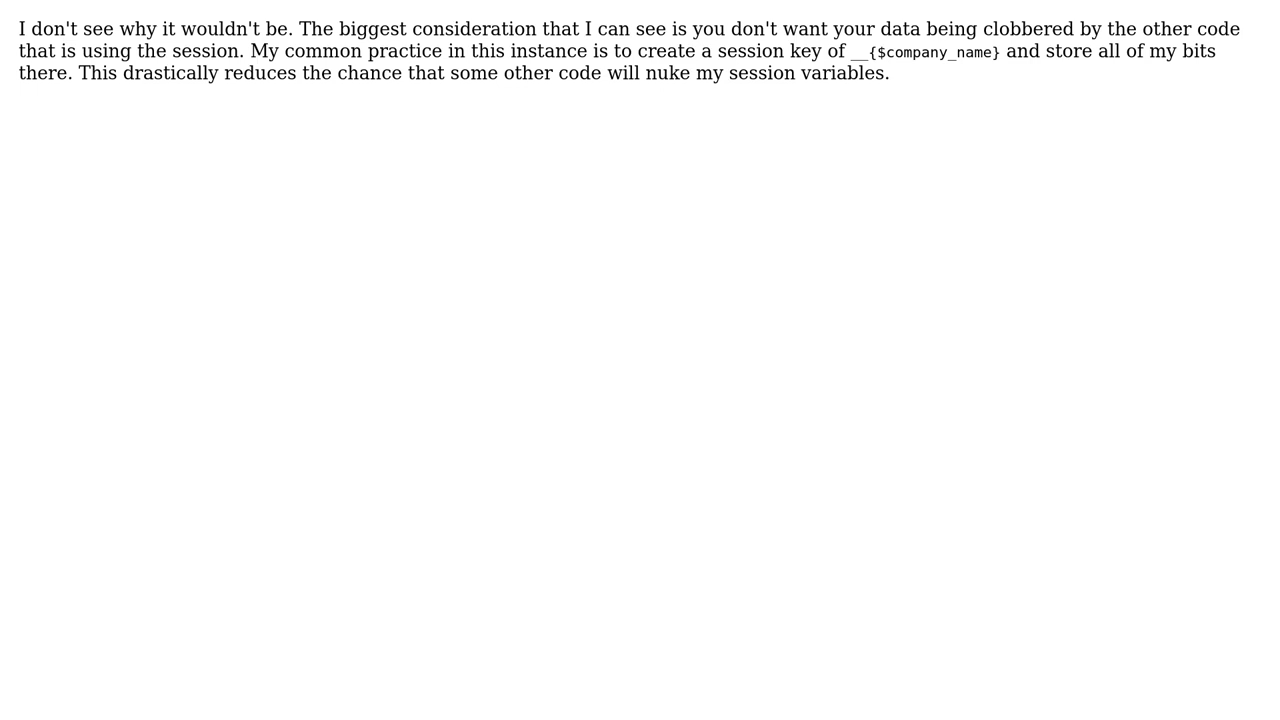 I don't see why it wouldn't be. The biggest consideration that I can see is you don't want your data being clobbered by the other code
that is using the session. My common practice in this instance is to create a session key of __{$company_name} and store all of my bits
there. This drastically reduces the chance that some other code will nuke my session variables.